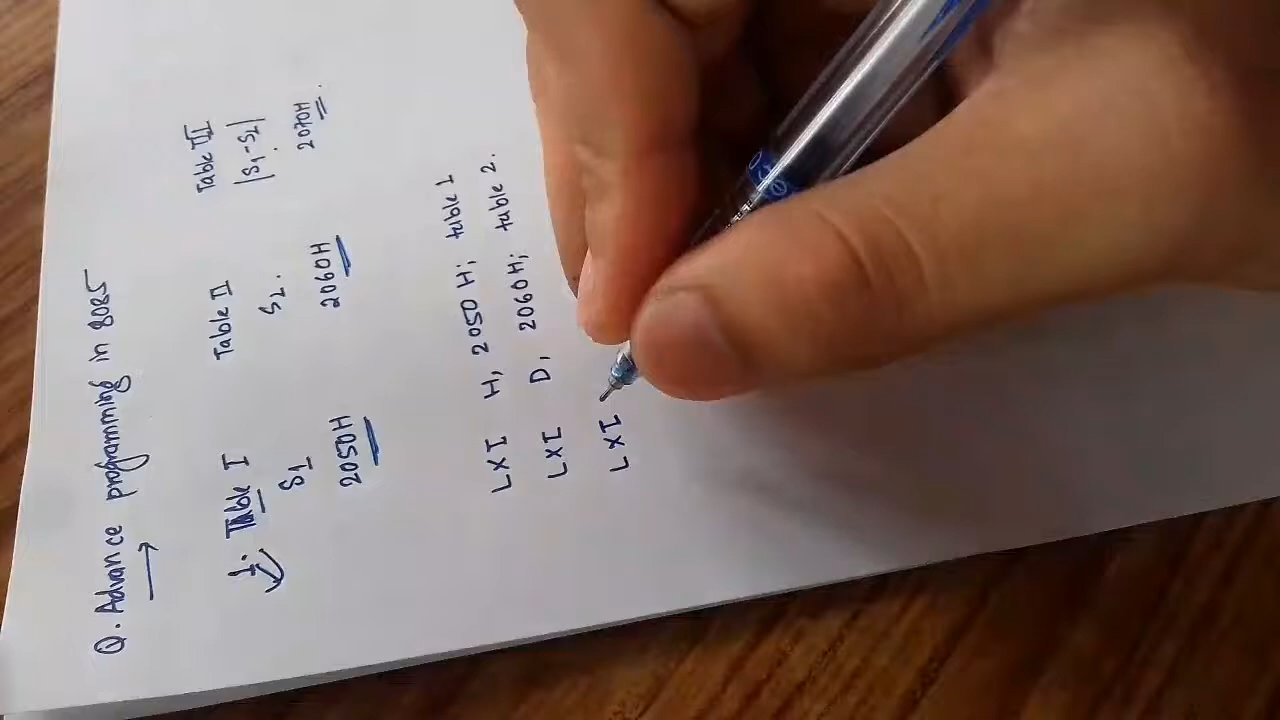 Q. Advance programming in 8085
1. Table I Table II Table III
S1 S2. |S1-S2|
2050H 2060H 2070H.
LXI H, 2050 H; table 1
LXI D, 2060H; table 2.
LXI